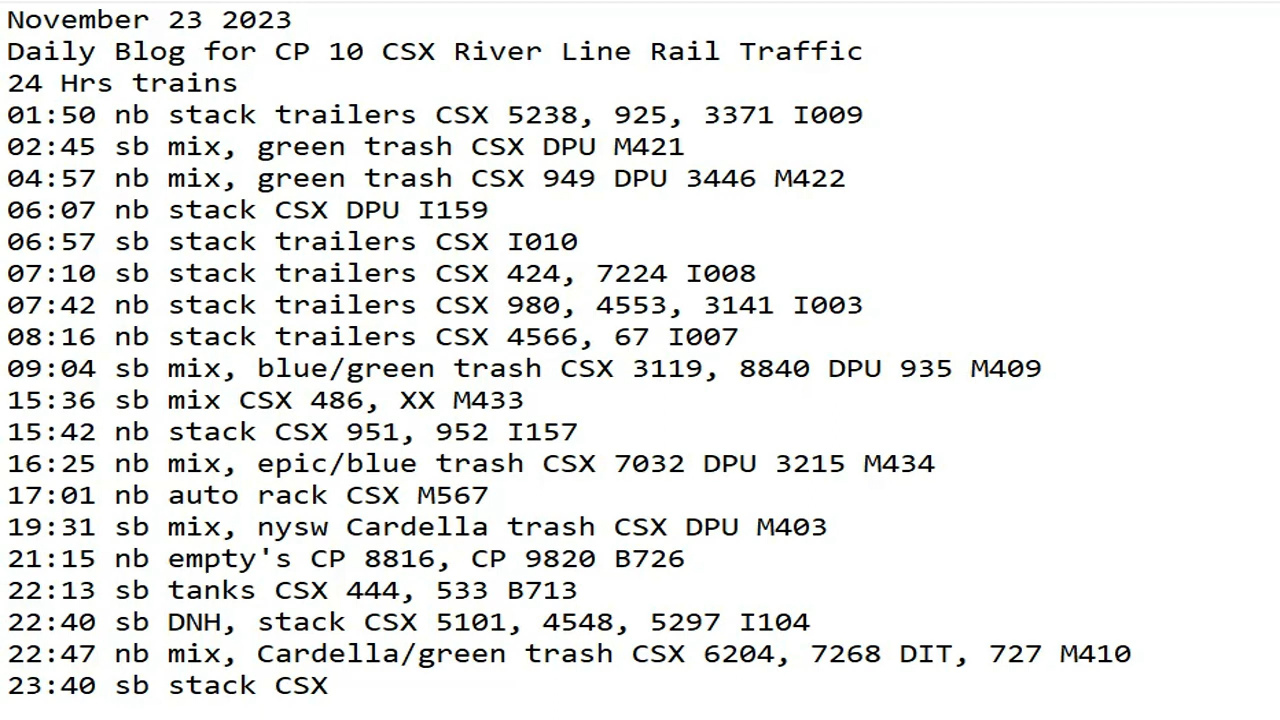 November 23 2023
Daily Blog for CP 10 CSX River Line Rail Traffic
24 Hrs trains
01:50 nb stack trailers CSX 5238, 925, 3371 I009
02:45 sb mix, green trash CSX DPU M421
04:57 nb mix, green trash CSX 949 DPU 3446 M422
06:07 nb stack CSX DPU I159
06:57 sb stack trailers CSX I010
07:10 sb stack trailers CSX 424, 7224 I008
07:42 nb stack trailers CSX 980, 4553, 3141 I003
08:16 nb stack trailers CSX 4566, 67 I007
09:04 sb mix, blue/green trash CSX 3119, 8840 DPU 935 M409
15:36 sb mix CSX 486, XX M433
15:42 nb stack CSX 951, 952 I157
16:25 nb mix, epic/blue trash CSX 7032 DPU 3215 M434
17:01 nb auto rack CSX M567
19:31 sb mix, nysw Cardella trash CSX DPU M403
21:15 nb empty's CP 8816, CP 9820 B726
22:13 sb tanks CSX 444, 533 B713
22:40 sb DNH, stack CSX 5101, 4548, 5297 I104
22:47 nb mix, Cardella/green trash CSX 6204, 7268 DIT, 727 M410
23:40 sb stack CSX